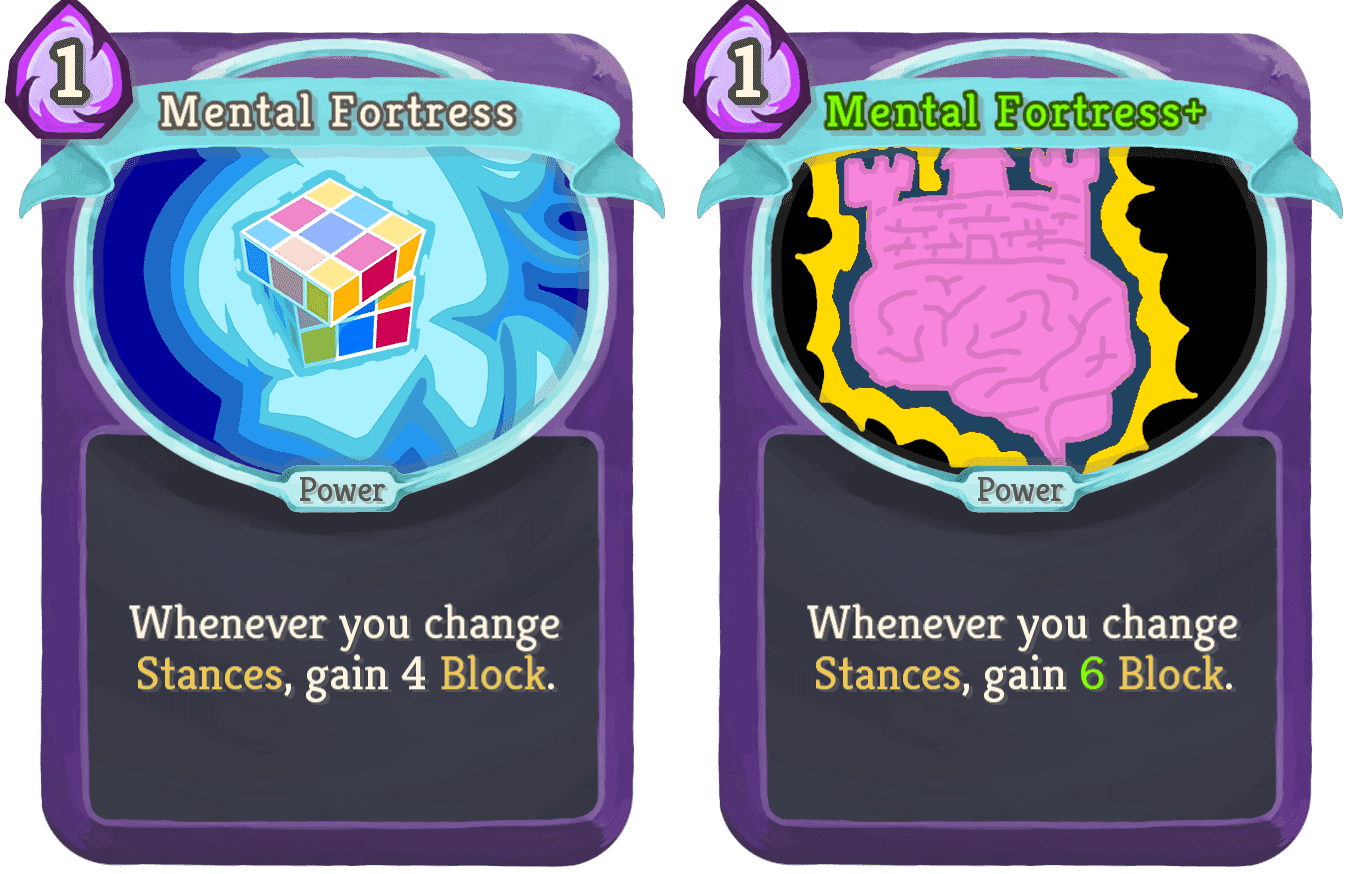 1
Mental Fortress
Power
Whenever you change
Stances, gain 4 Block.
1
Mental Fortress+
Power
Whenever you change
Stances, gain 6 Block.